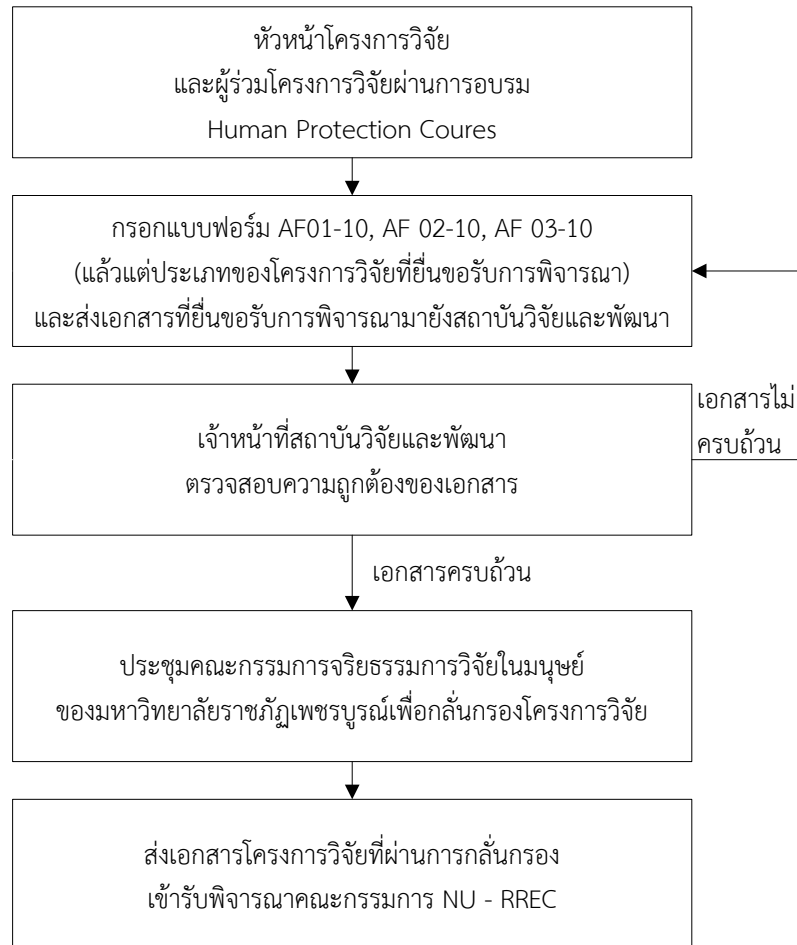 หัวหน้าโครงการวิจัย
และผู้ร่วมโครงการวิจัยผ่านการอบรม
Human Protection Coures
กรอกแบบฟอร์ม AF01-10, AF 02-10, AF 03-10
(แล้วแต่ประเภทของโครงการวิจัยที่ยื่นขอรับการพิจารณา)
และส่งเอกสารที่ยื่นขอรับการพิจารณามายังสถาบันวิจัยและพัฒนา
เจ้าหน้าที่สถาบันวิจัยและพัฒนา
ตรวจสอบความถูกต้องของเอกสาร
เอกสารไม่
ครบถ้วน
เอกสารครบถ้วน
ประชุมคณะกรรมการจริยธรรมการวิจัยในมนุษย์
ของมหาวิทยาลัยราชภัฏเพชรบูรณ์เพื่อกลั่นกรองโครงการวิจัย
ส่งเอกสารโครงการวิจัยที่ผ่านการกลั่นกรอง
เข้ารับพิจารณาคณะกรรมการ NU - RREC